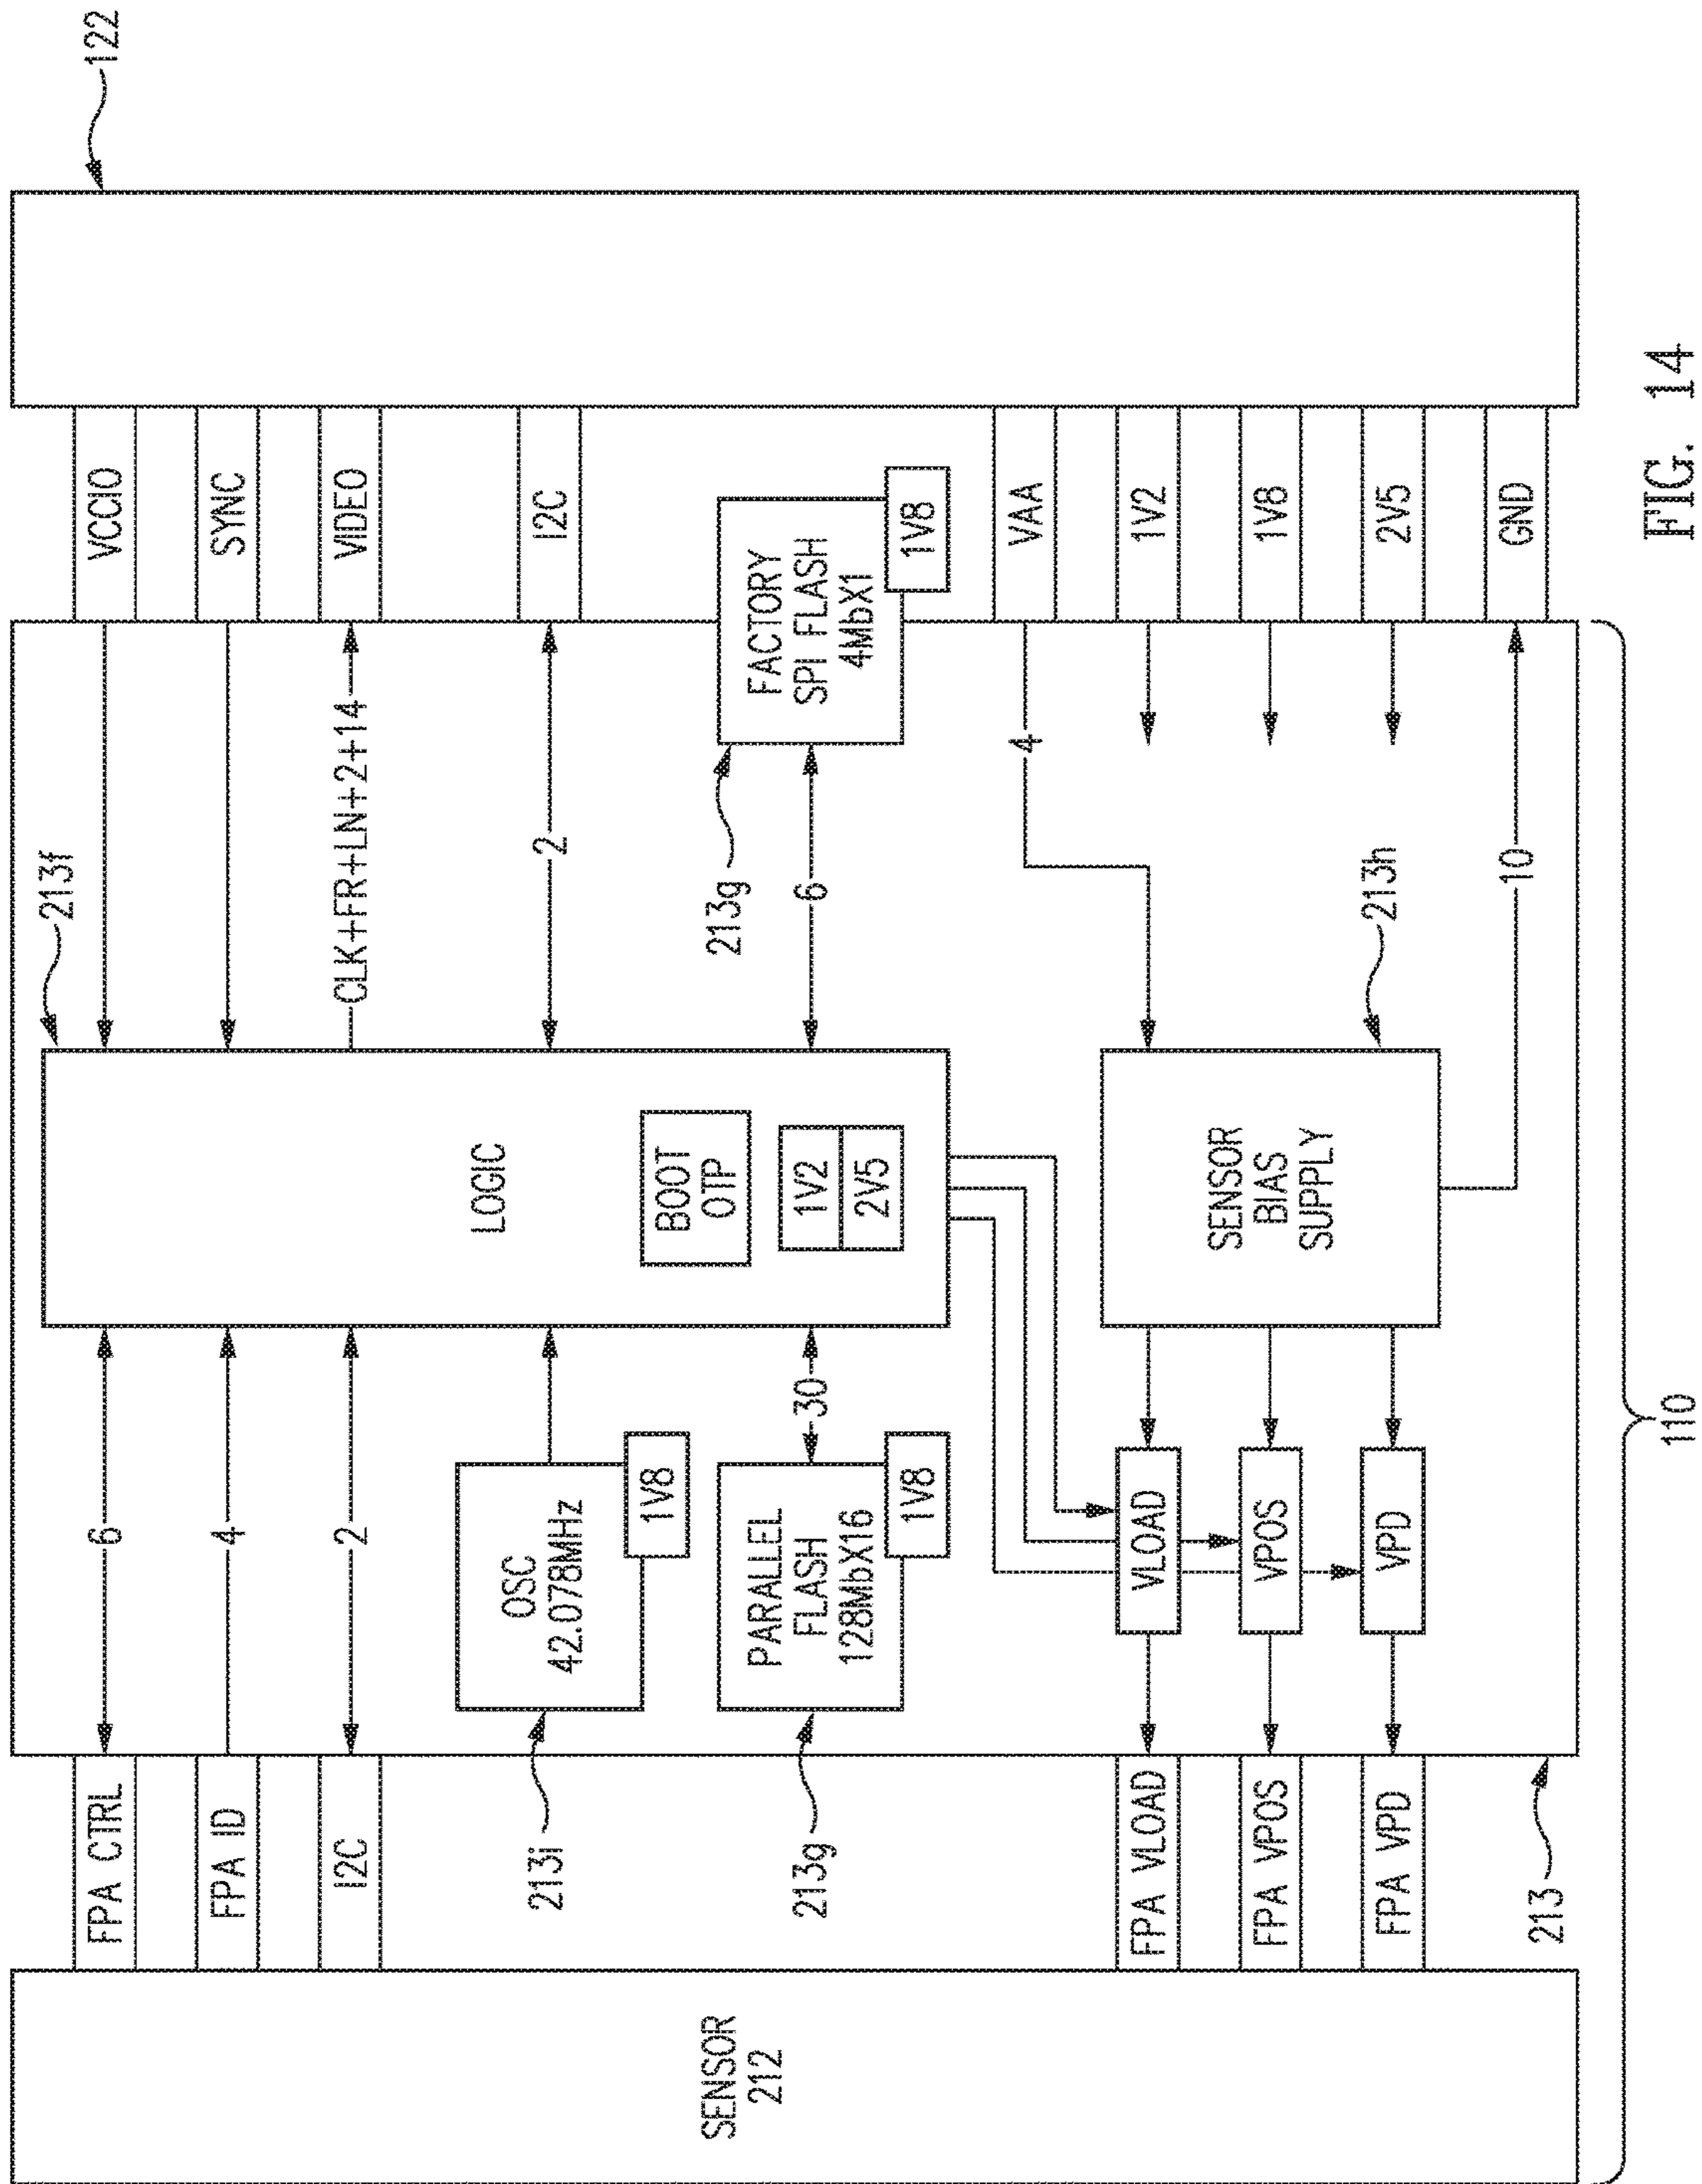 SENSOR
212
FPA CTRL
FPA ID
I2C
FPA VLOAD
FPA VPOS
FPA VPD
213
6
4
2
OSC
42.078MHz
1V8
213i
PARALLEL
FLASH
128MbX16
1V8
213g
30
VLOAD
VPOS
VPD
LOGIC
BOOT
OTP
1V2
2V5
213f
SENSOR
BIAS
SUPPLY
213h
CLK+FR+LN+2+14
2
6
213g
FACTORY
SPI FLASH
4MbX1
1V8
4
10
VCCIO
SYNC
VIDEO
I2C
VAA
1V2
1V8
2V5
GND
122
110
FIG. 14